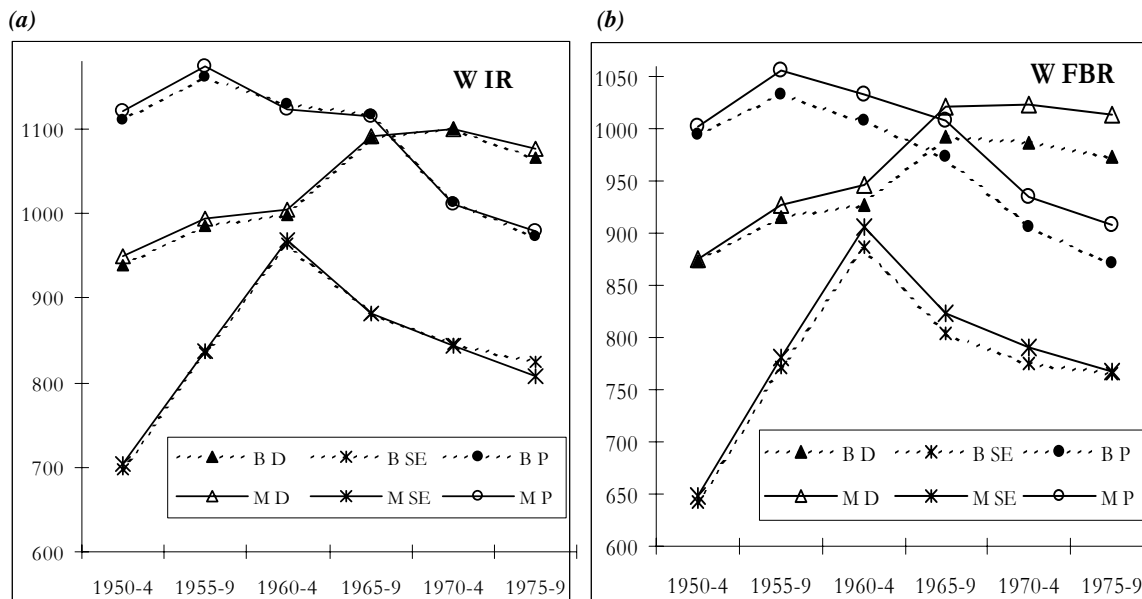 (a)
W IR
1100
1000
900
800
700
600
B D B SE B P
M D M SE M P
1950-4 1955-9 1960-4 1965-9 1970-4 1975-9
(b)
W FBR
1050
1000
950
900
850
800
750
700
650
600
B D B SE B P
M D M SE M P
1950-4 1955-9 1960-4 1965-9 1970-4 1975-9